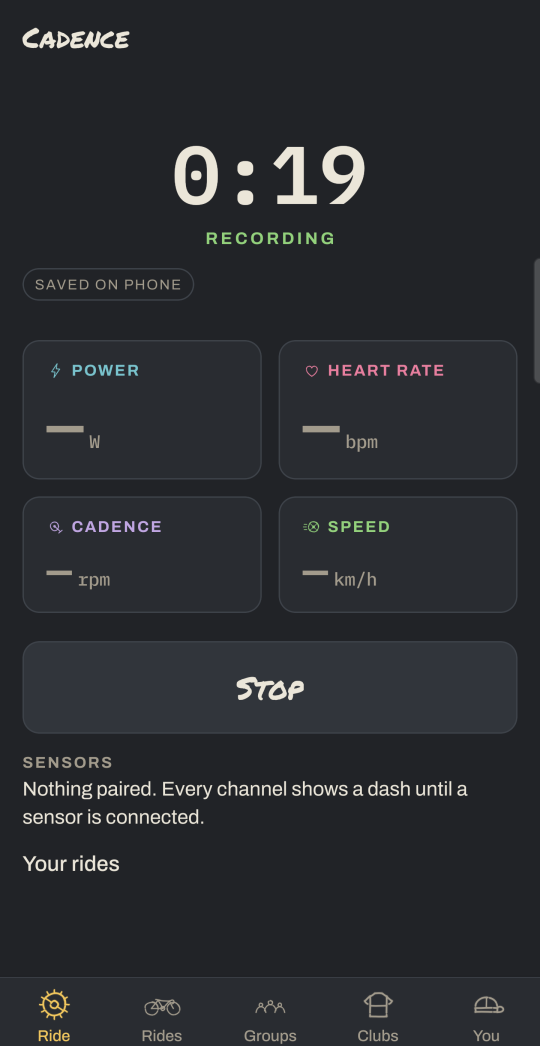 CADENCE
0:19
RECORDING
SAVED ON PHONE
POWER
— W
HEART RATE
— bpm
CADENCE
— rpm
SPEED
— km/h
STOP
SENSORS
Nothing paired. Every channel shows a dash until a
sensor is connected.
Your rides
Ride
Rides
Groups
Clubs
You